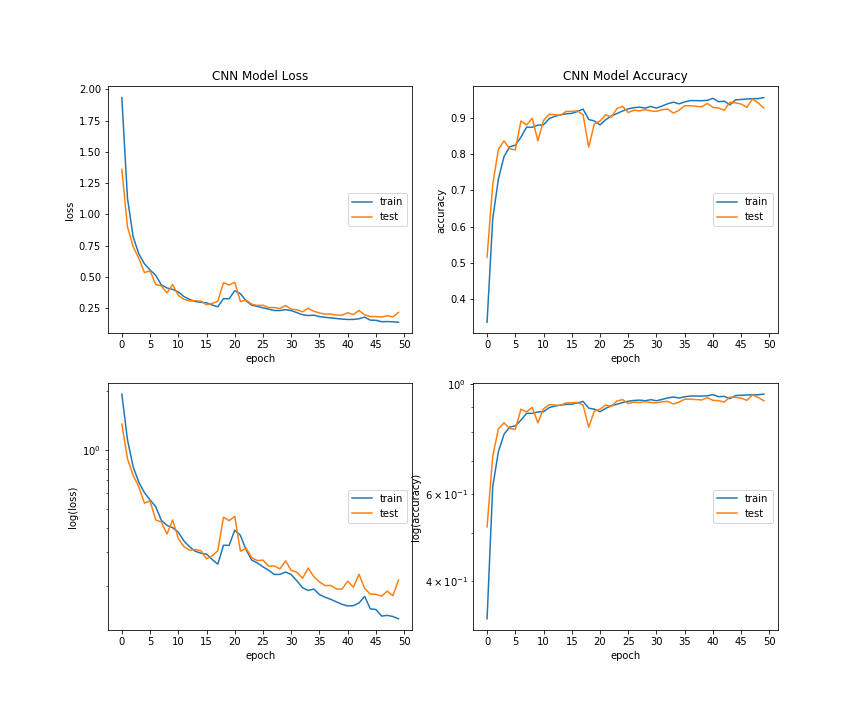 CNN Model Loss
2.00
1.75
1.50
1.25
1.00
0.75
0.50
0.25
loss
train
test
0 5 10 15 20 25 30 35 40 45 50
epoch
CNN Model Accuracy
0.9
0.8
0.7
0.6
0.5
0.4
accuracy
train
test
0 5 10 15 20 25 30 35 40 45 50
epoch
10⁰
log(loss)
train
test
0 5 10 15 20 25 30 35 40 45 50
epoch
10⁰
6 × 10⁻¹
4 × 10⁻¹
log(accuracy)
train
test
0 5 10 15 20 25 30 35 40 45 50
epoch